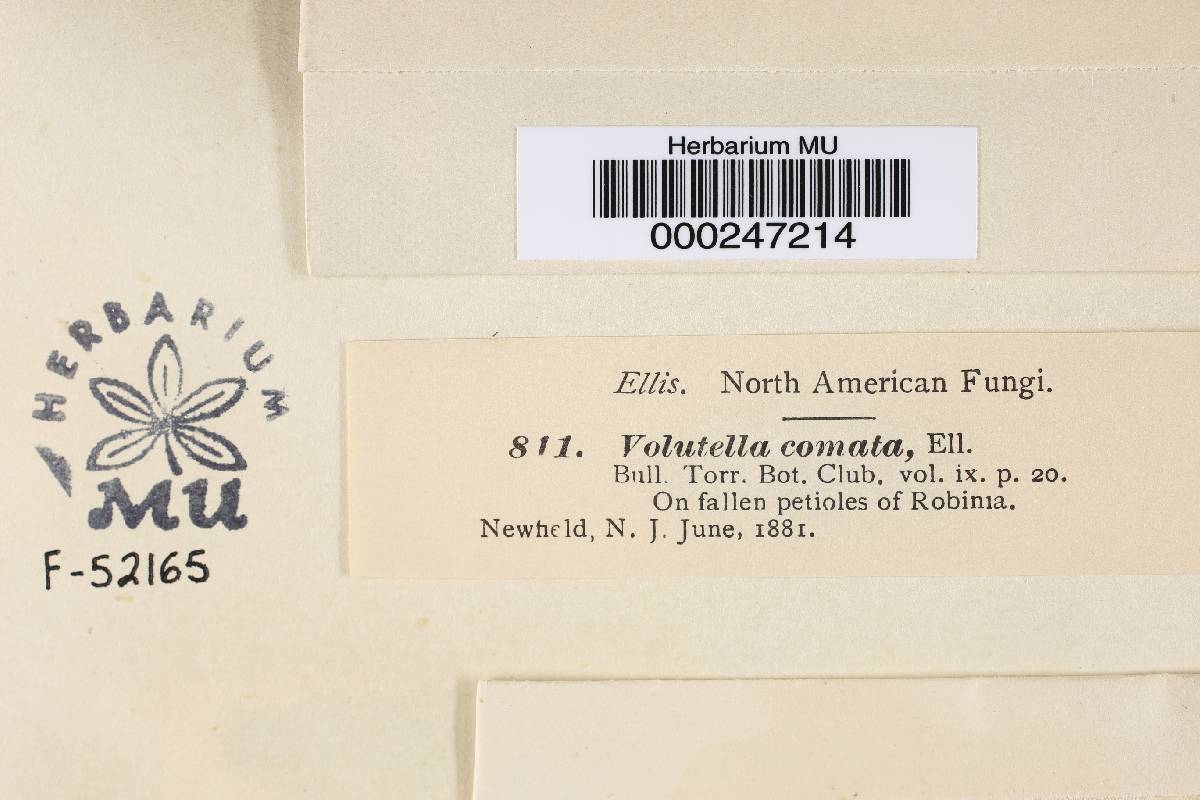 Herbarium MU
000247214
HERBARIUM
MU
F-52165
Ellis. North American Fungi.
811. Volutella comata, Ell.
Bull. Torr. Bot. Club. vol. ix. p. 20.
On fallen petioles of Robinia.
Newfield, N. J. June, 1881.